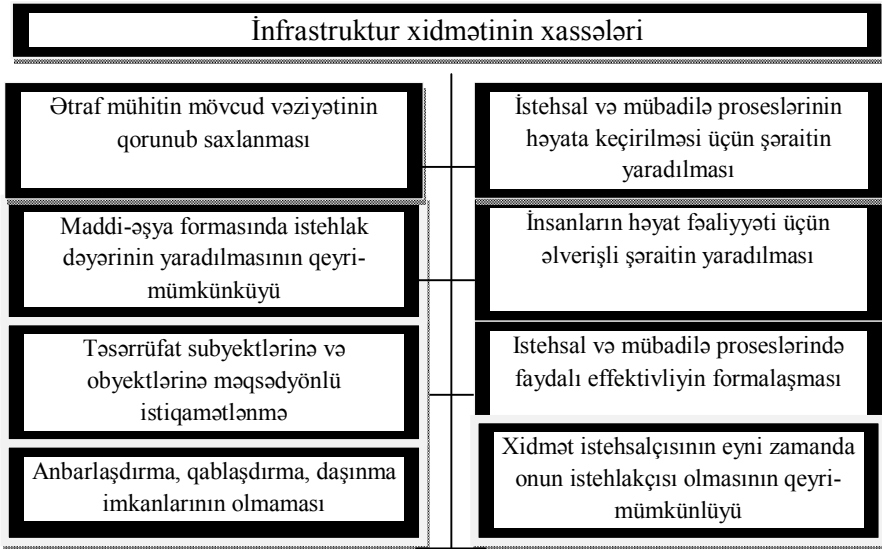 İnfrastruktur xidmətinin xassələri
Ətraf mühitin mövcud vəziyətinin
qorunub saxlanması
İstehsal və mübadilə proseslərinin
həyata keçirilməsi üçün şəraitin
yaradılması
Maddi-əşya formasında istehlak
dəyərinin yaradılmasının qeyri-
mümkünküyü
İnsanların həyat fəaliyyəti üçün
əlverişli şəraitin yaradılması
Təsərrüfat subyektlərinə və
obyektlərinə məqsədyönlü
istiqamətlənmə
Istehsal və mübadilə proseslərində
faydalı effektivliyin formalaşması
Anbarlaşdırma, qablaşdırma, daşınma
imkanlarının olmaması
Xidmət istehsalçısının eyni zamanda
onun istehlakçısı olmasının qeyri-
mümkünlüyü